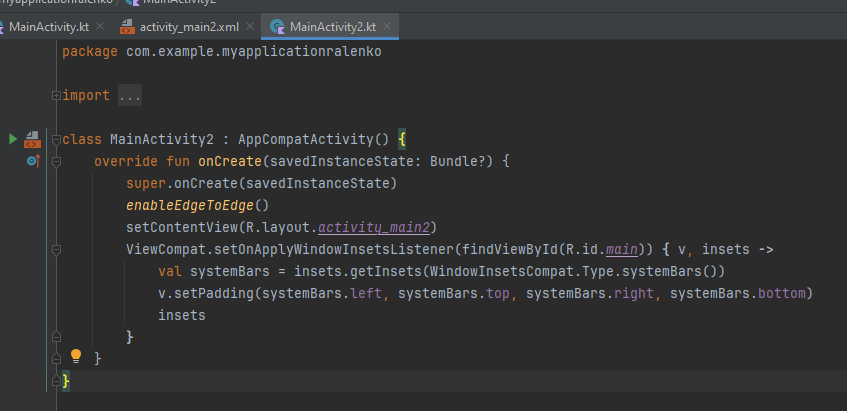 myapplicationralenko MainActivity2
MainActivity.kt activity_main2.xml MainActivity2.kt
package com.example.myapplicationralenko
import ...
class MainActivity2 : AppCompatActivity() {
override fun onCreate(savedInstanceState: Bundle?) {
super.onCreate(savedInstanceState)
enableEdgeToEdge()
setContentView(R.layout.activity_main2)
ViewCompat.setOnApplyWindowInsetsListener(findViewById(R.id.main)) { v, insets ->
val systemBars = insets.getInsets(WindowInsetsCompat.Type.systemBars())
v.setPadding(systemBars.left, systemBars.top, systemBars.right, systemBars.bottom)
insets
}
}
}